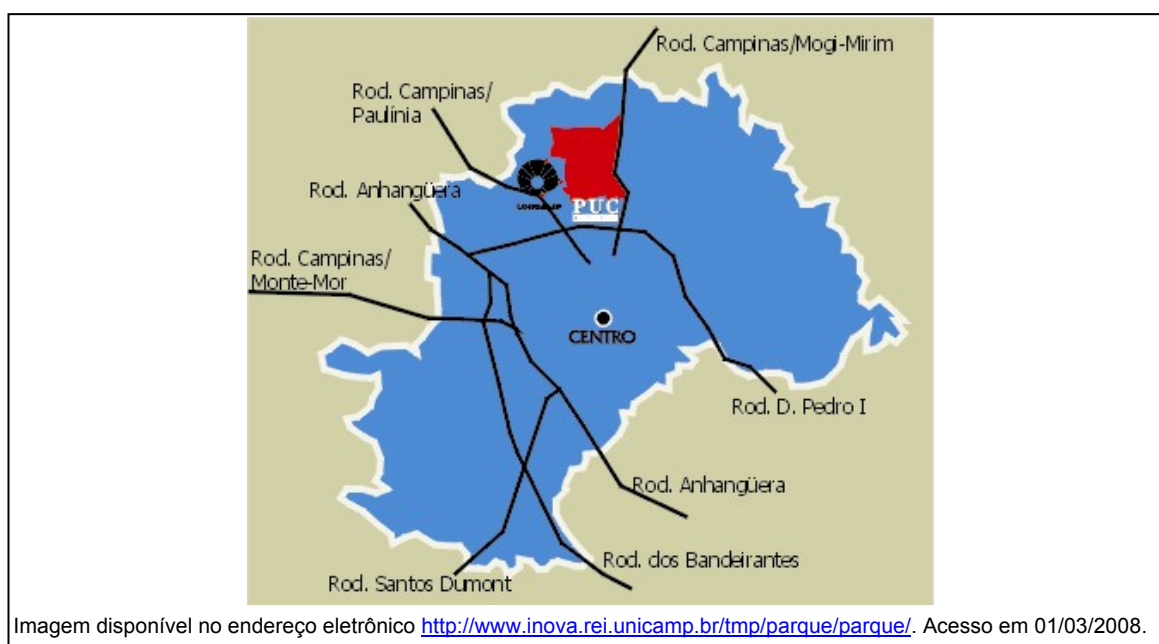 Rod. Campinas/Mogi-Mirim
Rod. Campinas/
Paulínia
Rod. Anhangüera
PUC
Rod. Campinas/
Monte-Mor
CENTRO
Rod. D. Pedro I
Rod. Anhangüera
Rod. dos Bandeirantes
Rod. Santos Dumont
Imagem disponível no endereço eletrônico http://www.inova.rei.unicamp.br/tmp/parque/parque/. Acesso em 01/03/2008.